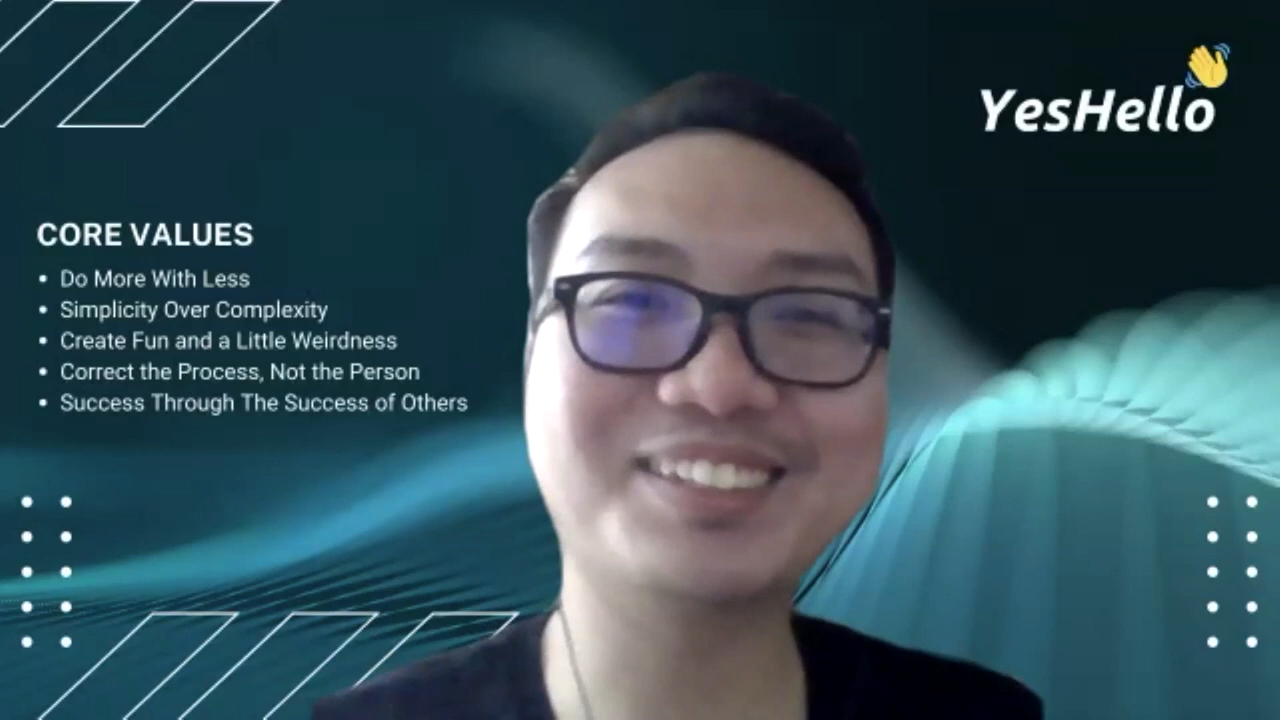 YesHello
CORE VALUES
• Do More With Less
• Simplicity Over Complexity
• Create Fun and a Little Weirdness
• Correct the Process, Not the Person
• Success Through The Success of Others